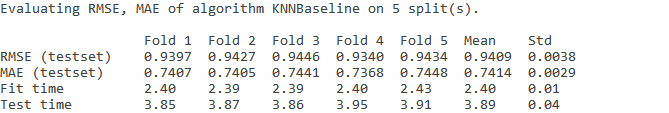 Evaluating RMSE, MAE of algorithm KNNBaseline on 5 split(s).
Fold 1 Fold 2 Fold 3 Fold 4 Fold 5 Mean Std
RMSE (testset) 0.9397 0.9427 0.9446 0.9340 0.9434 0.9409 0.0038
MAE (testset) 0.7407 0.7405 0.7441 0.7368 0.7448 0.7414 0.0029
Fit time 2.40 2.39 2.39 2.40 2.43 2.40 0.01
Test time 3.85 3.87 3.86 3.95 3.91 3.89 0.04